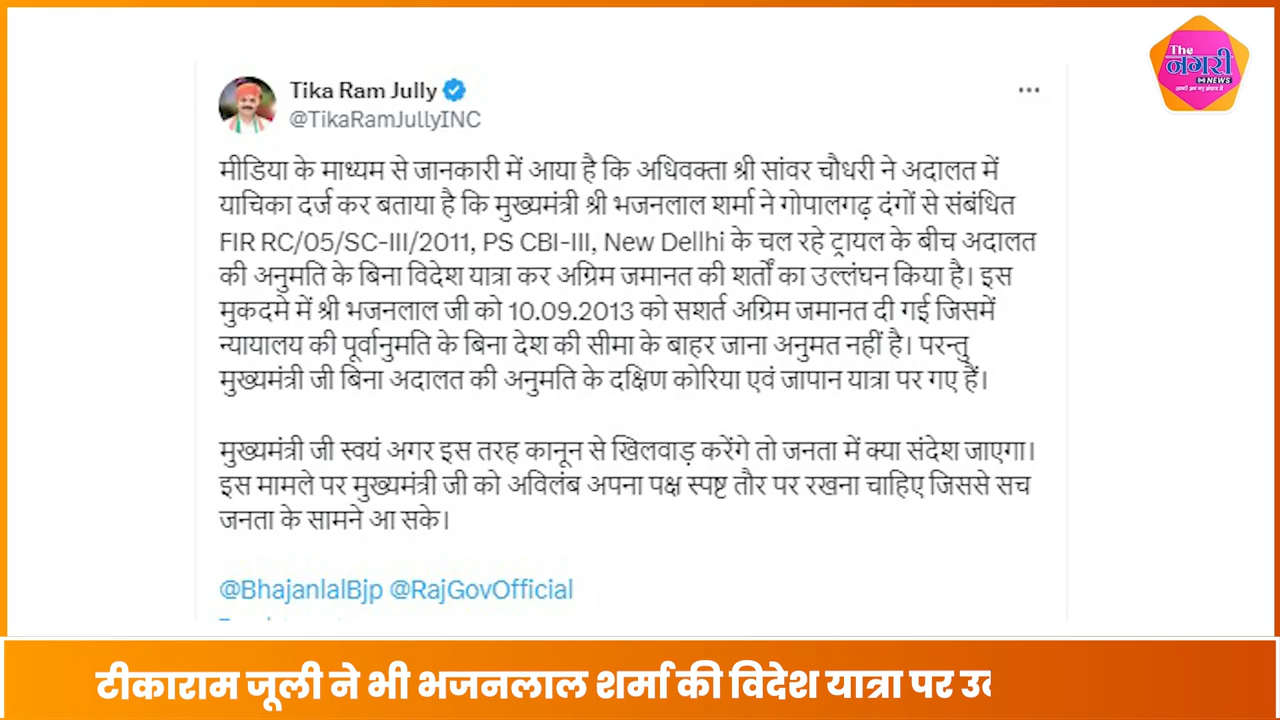 The
नगरी
NEWS
Tika Ram Jully
@TikaRamJullyINC
मीडिया के माध्यम से जानकारी में आया है कि अधिवक्ता श्री सांवर चौधरी ने अदालत में
याचिका दर्ज कर बताया है कि मुख्यमंत्री श्री भजनलाल शर्मा ने गोपालगढ़ दंगों से संबंधित
FIR RC/05/SC-III/2011, PS CBI-III, New Dellhi के चल रहे ट्रायल के बीच अदालत
की अनुमति के बिना विदेश यात्रा कर अग्रिम जमानत की शर्तों का उल्लंघन किया है। इस
मुकदमे में श्री भजनलाल जी को 10.09.2013 को सशर्त अग्रिम जमानत दी गई जिसमें
न्यायालय की पूर्वानुमति के बिना देश की सीमा के बाहर जाना अनुमत नहीं है। परन्तु
मुख्यमंत्री जी बिना अदालत की अनुमति के दक्षिण कोरिया एवं जापान यात्रा पर गए हैं।
मुख्यमंत्री जी स्वयं अगर इस तरह कानून से खिलवाड़ करेंगे तो जनता में क्या संदेश जाएगा।
इस मामले पर मुख्यमंत्री जी को अविलंब अपना पक्ष स्पष्ट तौर पर रखना चाहिए जिससे सच
जनता के सामने आ सके।
@BhajanlalBjp @RajGovOfficial
टीकाराम जूली ने भी भजनलाल शर्मा की विदेश यात्रा पर